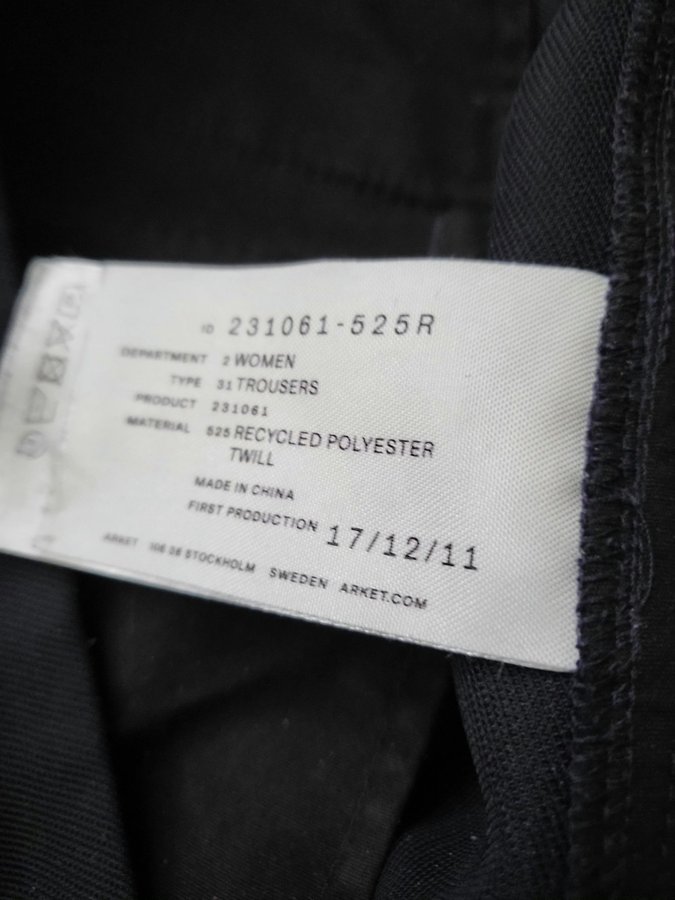 ID 231061-525R
DEPARTMENT 2 WOMEN
TYPE 31 TROUSERS
PRODUCT 231061
MATERIAL 525 RECYCLED POLYESTER
TWILL
MADE IN CHINA
FIRST PRODUCTION 17/12/11
ARKET 106 38 STOCKHOLM SWEDEN ARKET.COM